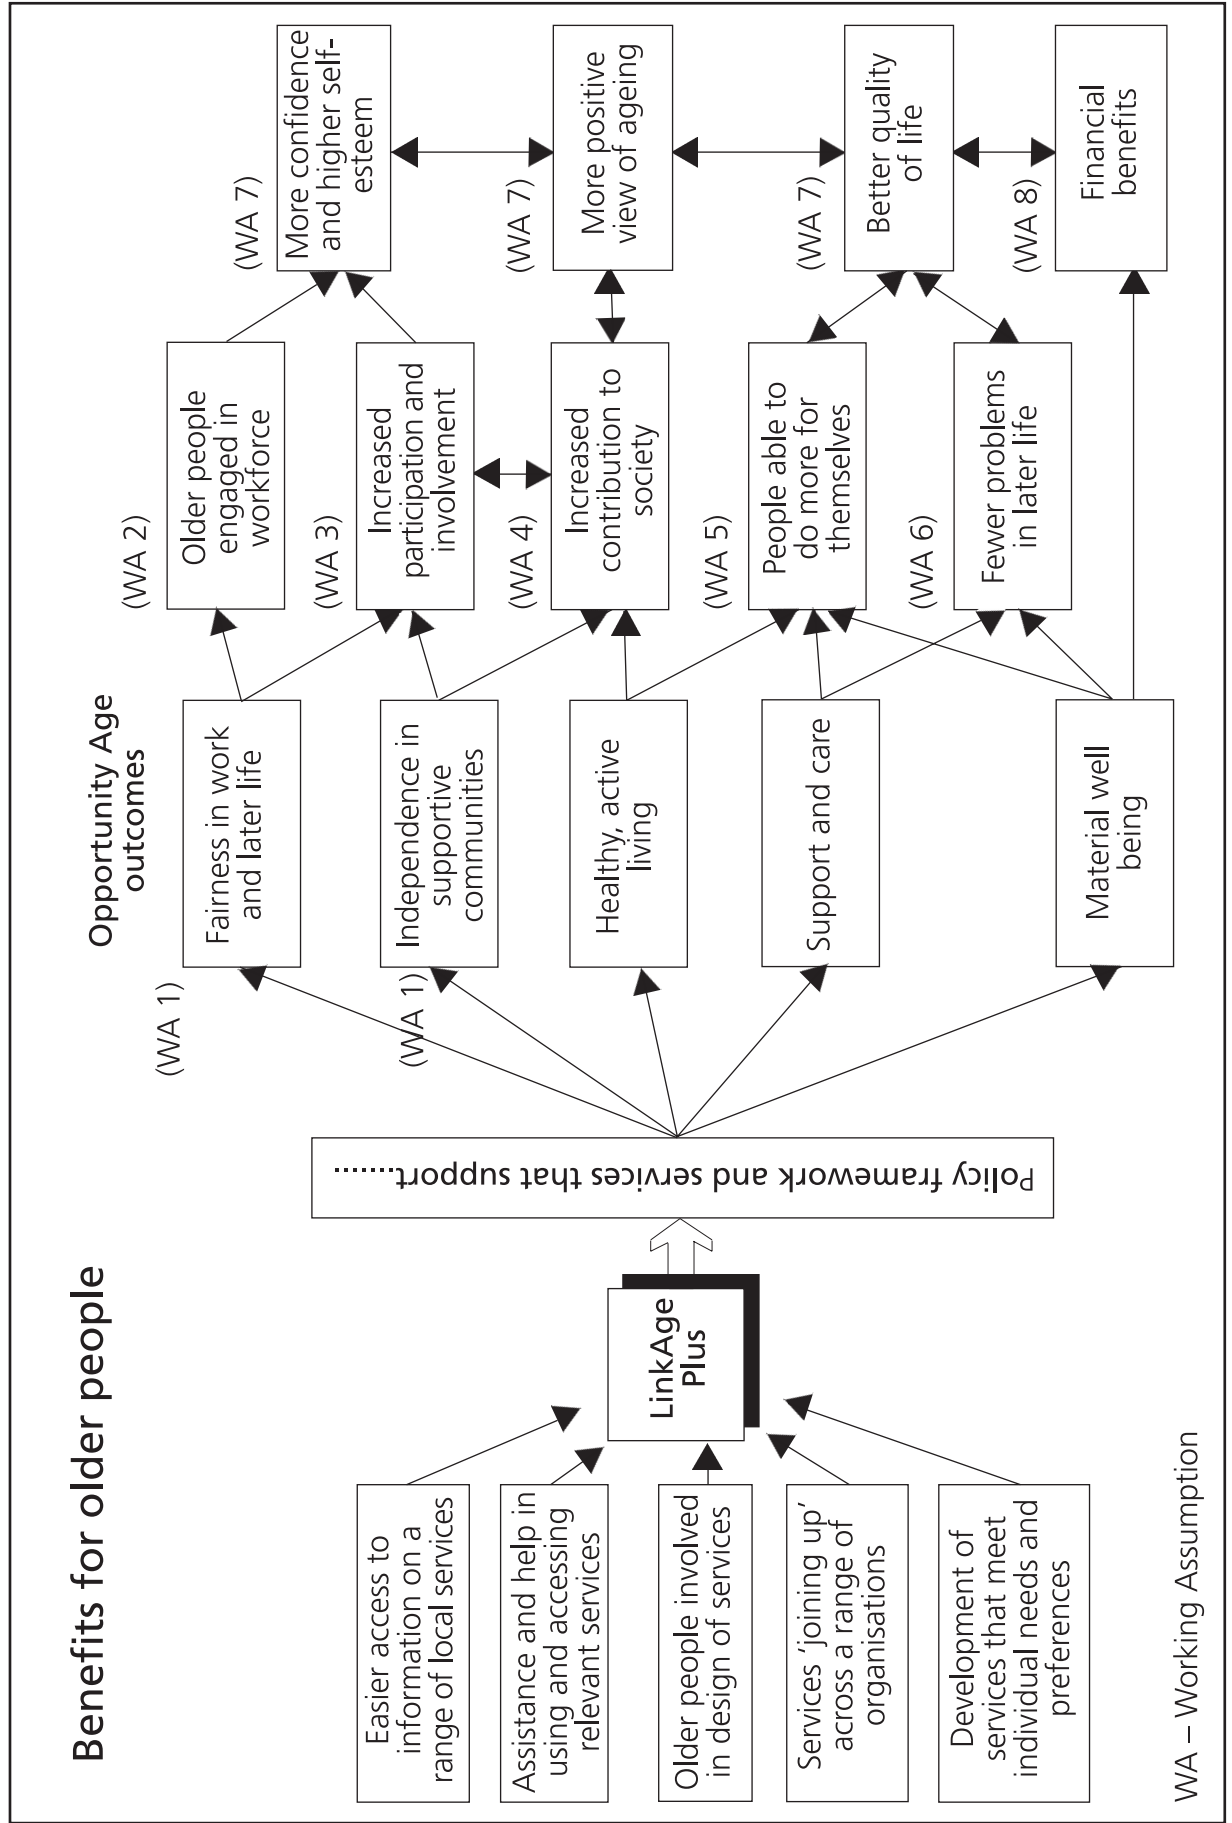 Benefits for older people
Easier access to
information on a
range of local services
Assistance and help in
using and accessing
relevant services
Older people involved
in design of services
Services ‘joining up’
across a range of
organisations
Development of
services that meet
individual needs and
preferences
LinkAge
Plus
Policy framework and services that support.......
Opportunity Age
outcomes
(WA 1)
Fairness in work
and later life
(WA 1)
Independence in
supportive
communities
Healthy, active
living
Support and care
Material well
being
(WA 2)
Older people
engaged in
workforce
(WA 3)
Increased
participation and
involvement
(WA 4)
Increased
contribution to
society
(WA 5)
People able to
do more for
themselves
(WA 6)
Fewer problems
in later life
(WA 7)
More confidence
and higher self-
esteem
(WA 7)
More positive
view of ageing
(WA 7)
Better quality
of life
(WA 8)
Financial
benefits
WA – Working Assumption